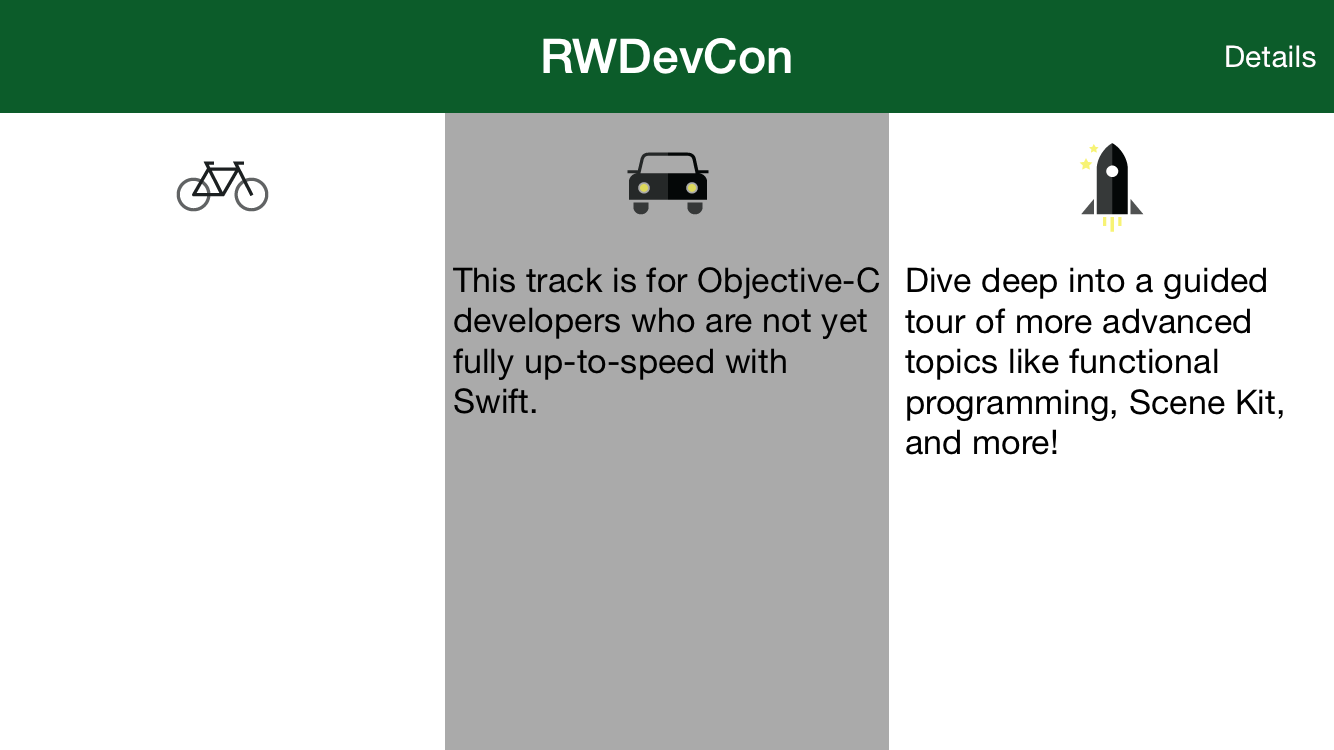 RWDevCon
Details
This track is for Objective-C
developers who are not yet
fully up-to-speed with
Swift.
Dive deep into a guided
tour of more advanced
topics like functional
programming, Scene Kit,
and more!